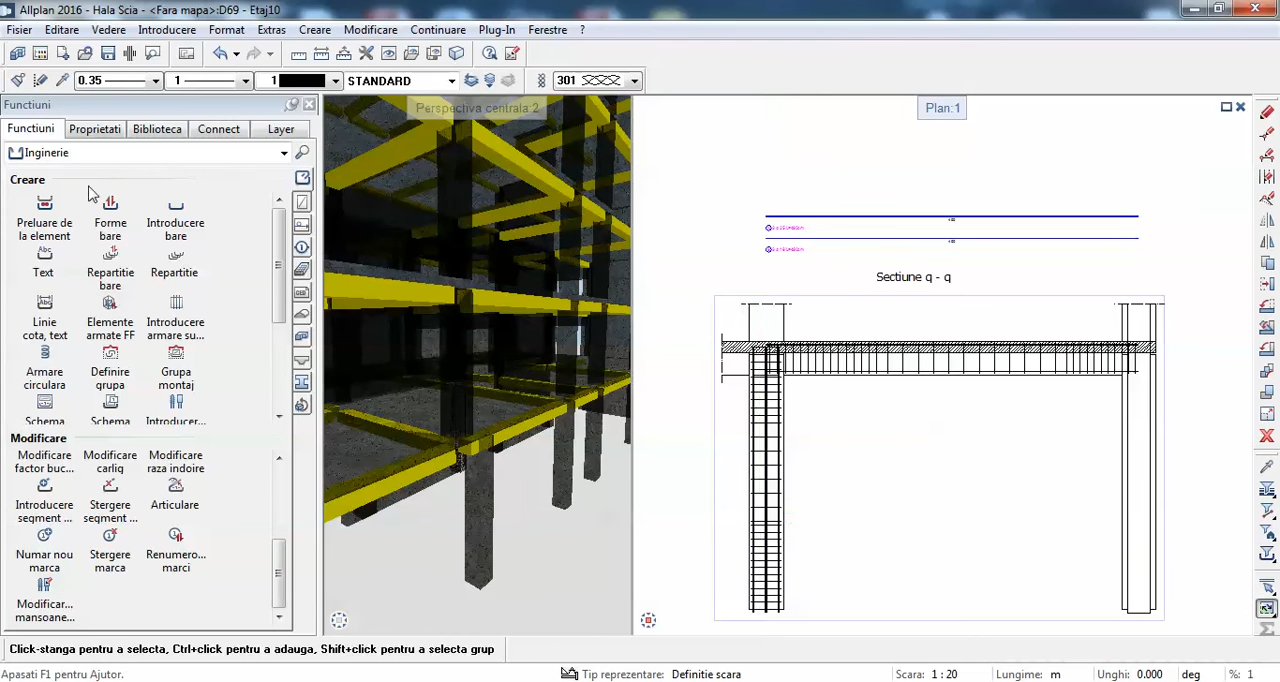 Allplan 2016 - Hala Scia - <Fara mapa>:D69 - Etaj10
Fisier Editare Vedere Introducere Format Extras Creare Modificare Continuare Plug-In Ferestre ?
0.35 1 1 STANDARD 301
Functiuni
Functiuni Proprietati Biblioteca Connect Layer
Inginerie
Creare
Preluare de la element
Forme bare
Introducere bare
Text
Repartitie bare
Repartitie
Linie cota, text
Elemente armate FF
Introducere armare su...
Armare circulara
Definire grupa
Grupa montaj
Schema
Schema
Introducer...
Modificare
Modificare factor buc...
Modificare carlig
Modificare raza indoire
Introducere segment ...
Stergere segment ...
Articulare
Numar nou marca
Stergere marca
Renumero... marci
Modificar... mansoane...
Perspectiva centrala:2
Plan:1
Sectiune q - q
Click-stanga pentru a selecta, Ctrl+click pentru a adauga, Shift+click pentru a selecta grup
Apasati F1 pentru Ajutor.
Tip reprezentare: Definitie scara
Scara: 1 : 20
Lungime: m
Unghi: 0.000 deg
%: 1